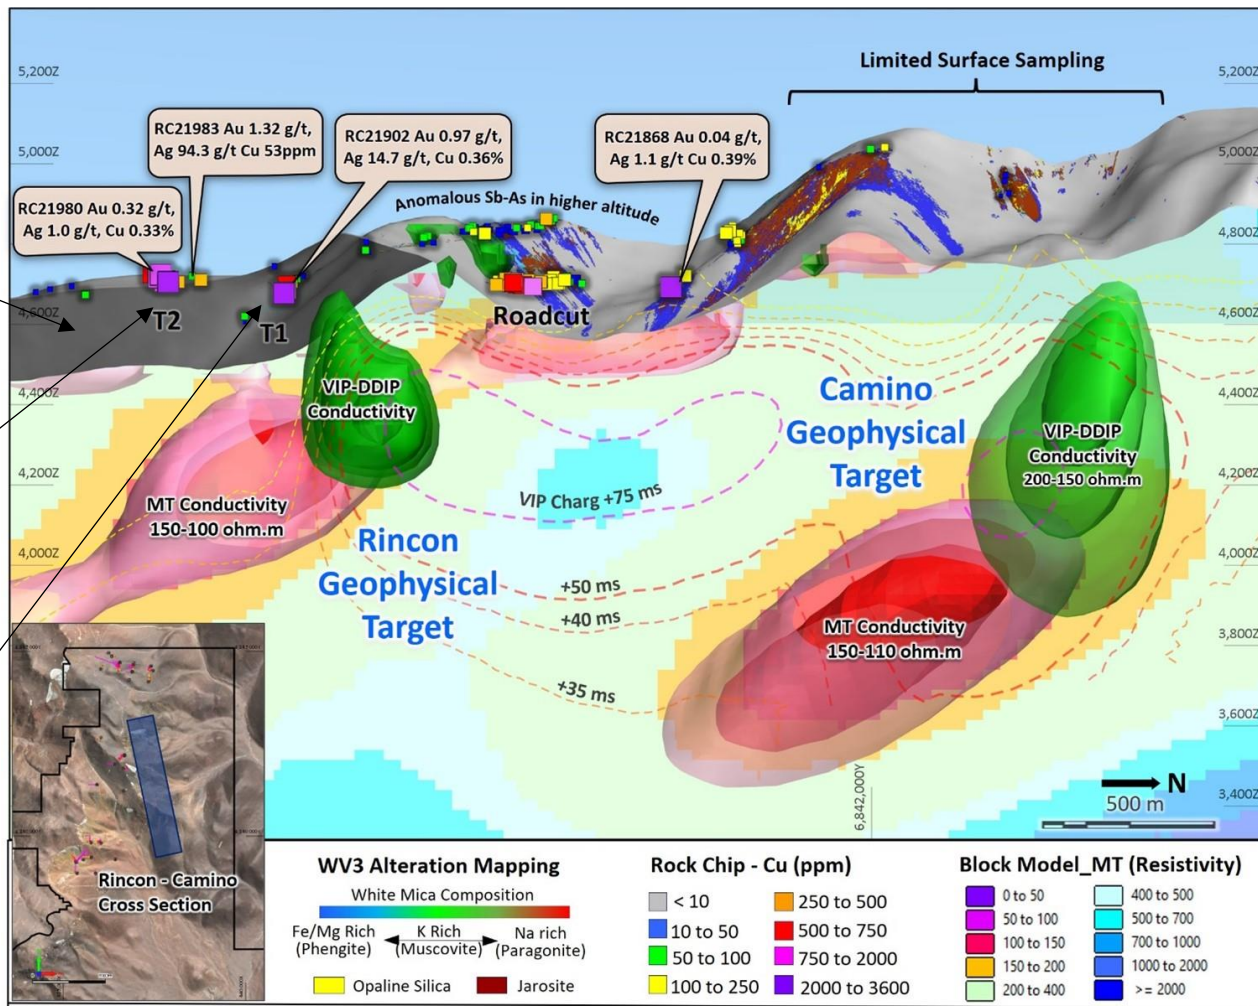 Limited Surface Sampling
5,200Z
5,200Z
RC21983 Au 1.32 g/t,
Ag 94.3 g/t Cu 53ppm
RC21902 Au 0.97 g/t,
Ag 14.7 g/t, Cu 0.36%
RC21868 Au 0.04 g/t,
Ag 1.1 g/t Cu 0.39%
5,000Z
5,000Z
RC21980 Au 0.32 g/t,
Ag 1.0 g/t, Cu 0.33%
Anomalous Sb-As in higher altitude
4,800Z
4,600Z
4,600Z
T2
T1
Roadcut
4,400Z
4,400Z
VIP-DDIP
Conductivity
Camino
Geophysical
Target
VIP-DDIP
Conductivity
200-150 ohm.m
4,200Z
4,200Z
MT Conductivity
150-100 ohm.m
VIP Charg +75 ms
Rincon
Geophysical
Target
4,000Z
4,000Z
+50 ms
+40 ms
+35 ms
MT Conductivity
150-110 ohm.m
3,800Z
3,600Z
3,400Z
6,842,000Y
N
500 m
Rincon - Camino
Cross Section
WV3 Alteration Mapping
White Mica Composition
Fe/Mg Rich
(Phengite)
K Rich
(Muscovite)
Na rich
(Paragonite)
Opaline Silica
Jarosite
Rock Chip - Cu (ppm)
< 10
10 to 50
50 to 100
100 to 250
250 to 500
500 to 750
750 to 2000
2000 to 3600
Block Model_MT (Resistivity)
0 to 50
50 to 100
100 to 150
150 to 200
200 to 400
400 to 500
500 to 700
700 to 1000
1000 to 2000
>= 2000